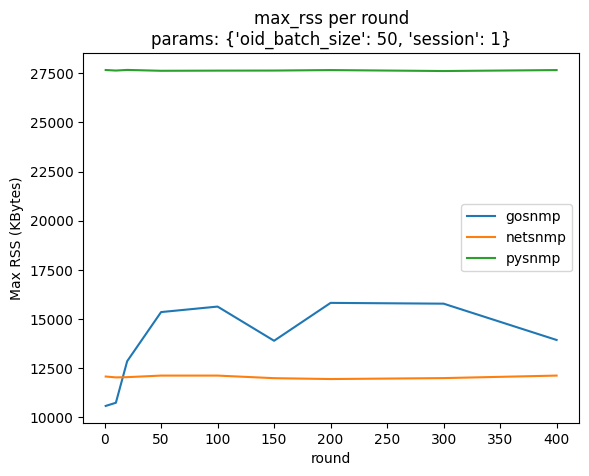 max_rss per round
params: {'oid_batch_size': 50, 'session': 1}
27500
25000
22500
20000
17500
15000
12500
10000
Max RSS (KBytes)
gosnmp
netsnmp
pysnmp
0 50 100 150 200 250 300 350 400
round